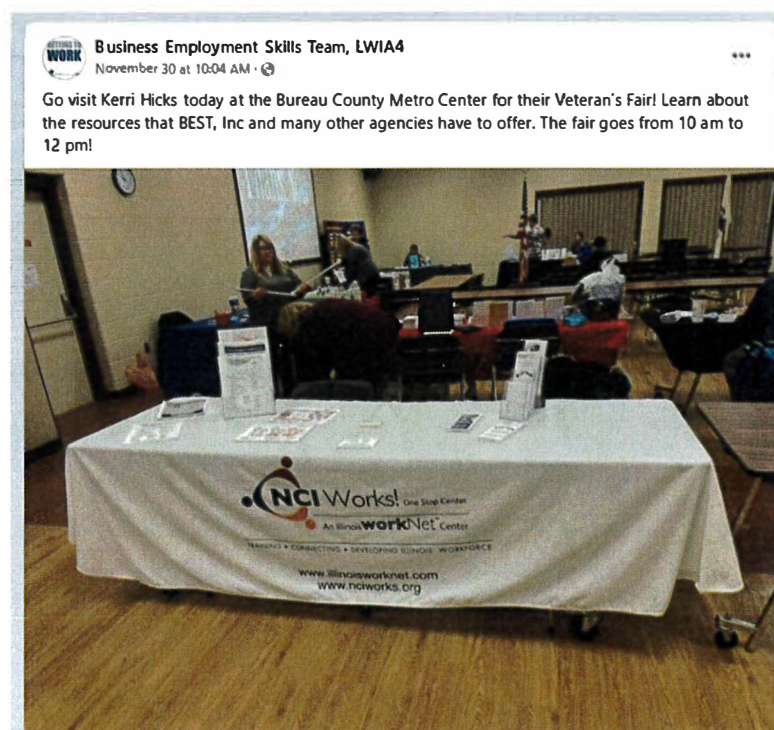 GETTING TO
WORK
Business Employment Skills Team, LWIA4
November 30 at 10:04 AM ·
Go visit Kerri Hicks today at the Bureau County Metro Center for their Veteran's Fair! Learn about
the resources that BEST, Inc and many other agencies have to offer. The fair goes from 10 am to
12 pm!
NCI Works! One Stop Center
An Illinois workNet Center
TRAINING • CONNECTING • DEVELOPING ILLINOIS WORKFORCE
www.illinoisworknet.com
www.nciworks.org